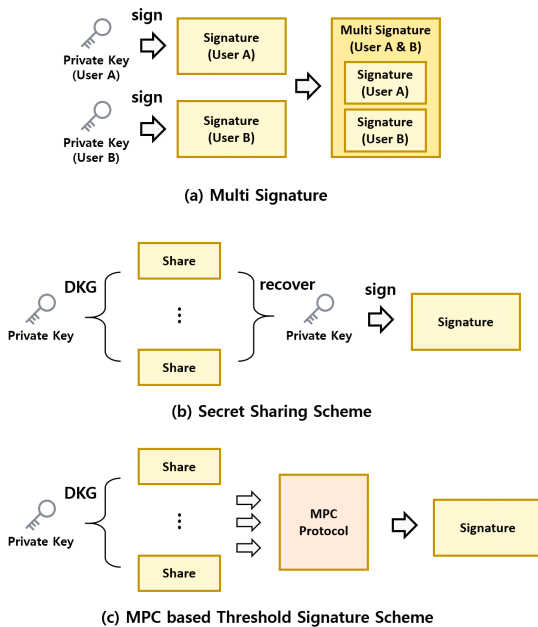 sign
Private Key
(User A)
Signature
(User A)
sign
Private Key
(User B)
Signature
(User B)
Multi Signature
(User A & B)
Signature
(User A)
Signature
(User B)
(a) Multi Signature
DKG
Private Key
Share
⋮
Share
recover
Private Key
sign
Signature
(b) Secret Sharing Scheme
DKG
Private Key
Share
⋮
Share
MPC
Protocol
Signature
(c) MPC based Threshold Signature Scheme